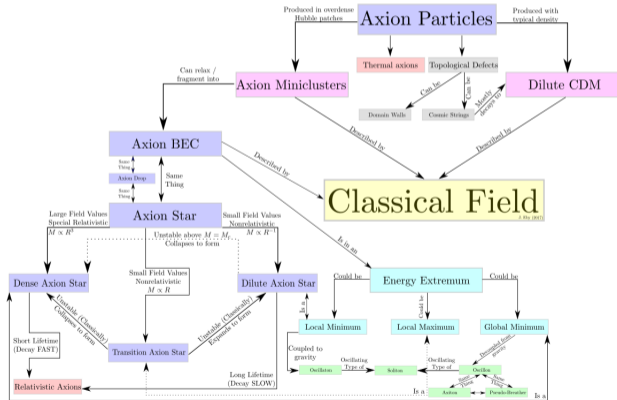 Produced in overdense
Hubble patches
Axion Particles
Produced with
typical density
Thermal axions
Topological Defects
Can relax /
fragment into
Axion Miniclusters
Can be
Can be
Mostly
decays to
Dilute CDM
Domain Walls
Cosmic Strings
Described by
Described by
Axion BEC
Same
Thing
Axion Drop
Same
Thing
Same
Thing
Described by
Classical Field
Axion Star
Large Field Values
Special Relativistic
M ∝ R³
Small Field Values
Nonrelativistic
M ∝ R⁻¹
Unstable above M = Mc
Collapses to form
Is in an
Dense Axion Star
Small Field Values
Nonrelativistic
M ∝ R
Dilute Axion Star
Could be
Energy Extremum
Could be
Could be
Is a
Unstable (Classically)
Collapses to form
Unstable (Classically)
Expands to form
Local Minimum
Local Maximum
Global Minimum
Short Lifetime
(Decay FAST)
Transition Axion Star
Coupled to
gravity
Decoupled from
gravity
Oscillating
Type of
Oscillating
Type of
Oscillaton
Soliton
Oscillon
Long Lifetime
(Decay SLOW)
Relativistic Axions
Same
Thing
Same
Thing
Is a
Axiton
Pseudo-Breather
Is a